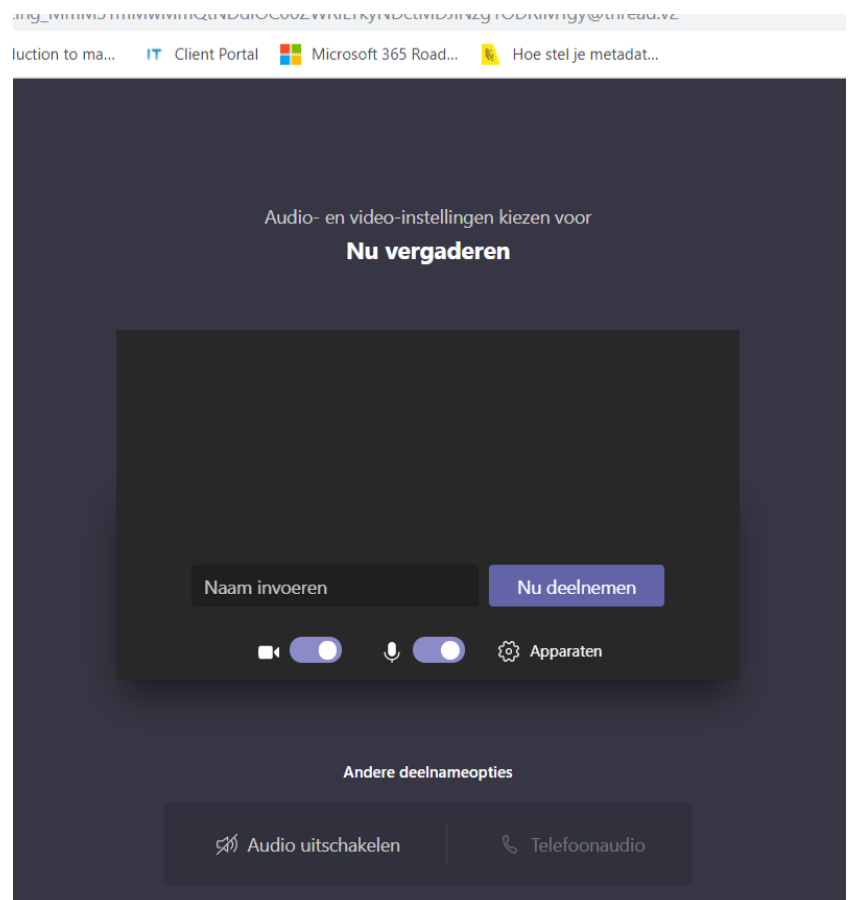 luction to ma... IT Client Portal Microsoft 365 Road... Hoe stel je metadat...
Audio- en video-instellingen kiezen voor
Nu vergaderen
Naam invoeren Nu deelnemen
Apparaten
Andere deelnameopties
Audio uitschakelen Telefoonaudio